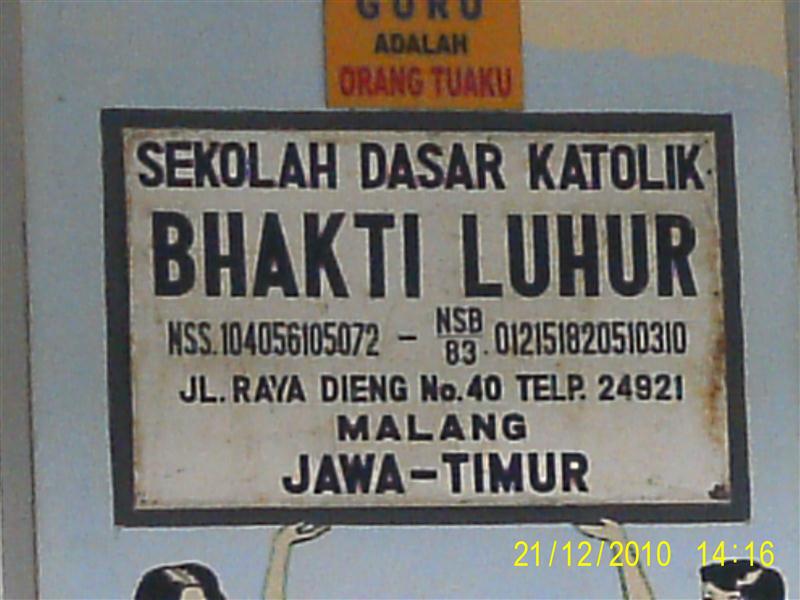 GURU
ADALAH
ORANG TUAKU
SEKOLAH DASAR KATOLIK
BHAKTI LUHUR
NSS. 104056105072 – NSB/83. 012151820510310
JL. RAYA DIENG No. 40 TELP. 24921
MALANG
JAWA-TIMUR
21/12/2010 14:16